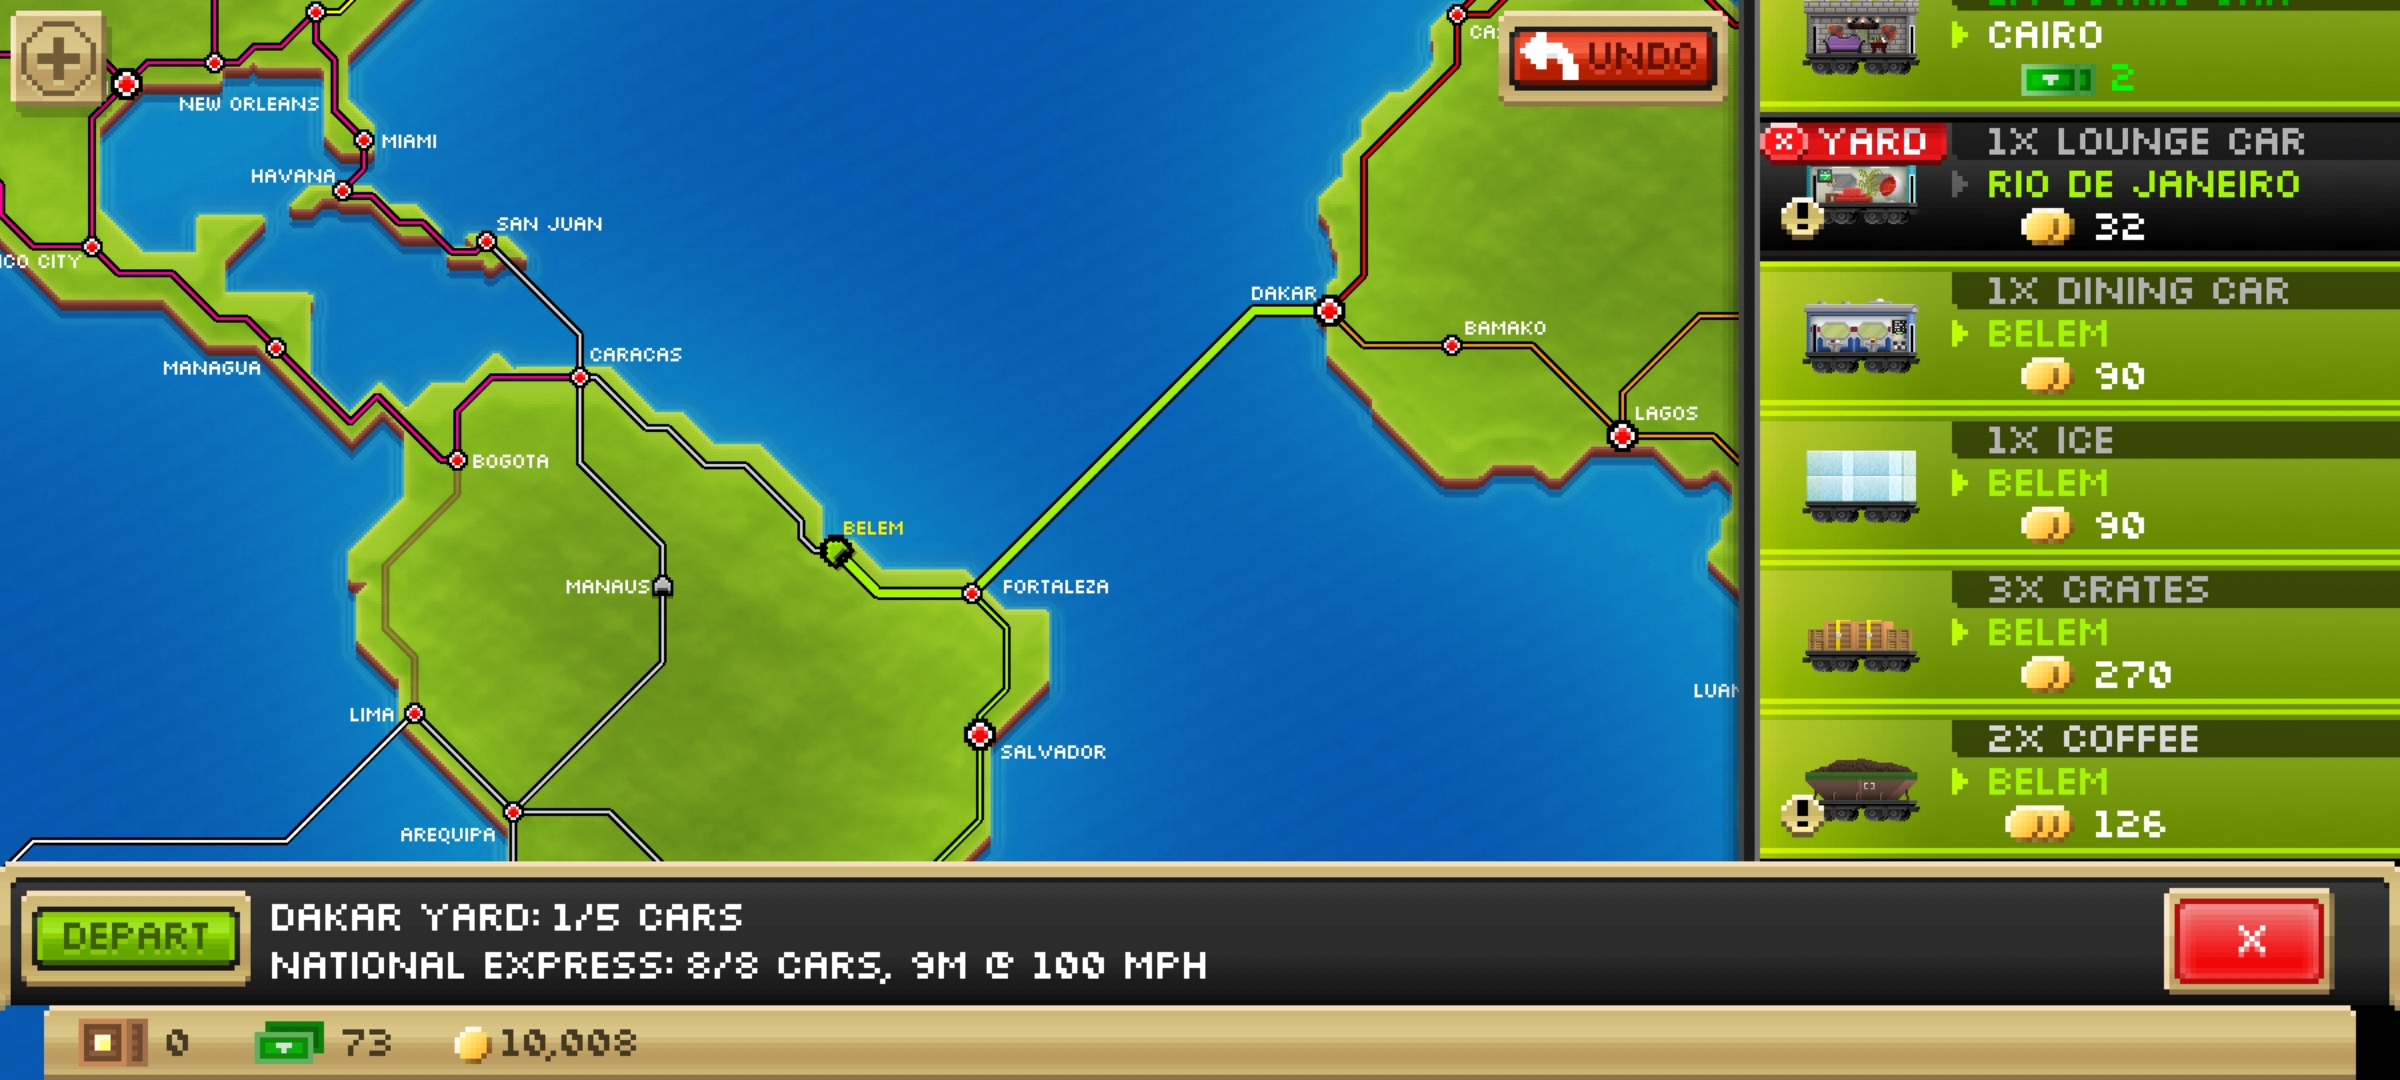 CAIRO
2
UNDO
NEW ORLEANS
MIAMI
HAVANA
SAN JUAN
CO CITY
MANAGUA
CARACAS
BOGOTA
BELEM
MANAUS
FORTALEZA
LIMA
SALVADOR
AREQUIPA
DAKAR
BAMAKO
LAGOS
YARD
1X LOUNGE CAR
RIO DE JANEIRO
32
1X DINING CAR
BELEM
90
1X ICE
BELEM
90
3X CRATES
BELEM
270
2X COFFEE
BELEM
126
DEPART
DAKAR YARD: 1/5 CARS
NATIONAL EXPRESS: 8/8 CARS, 9M @ 100 MPH
X
0
73
10,008